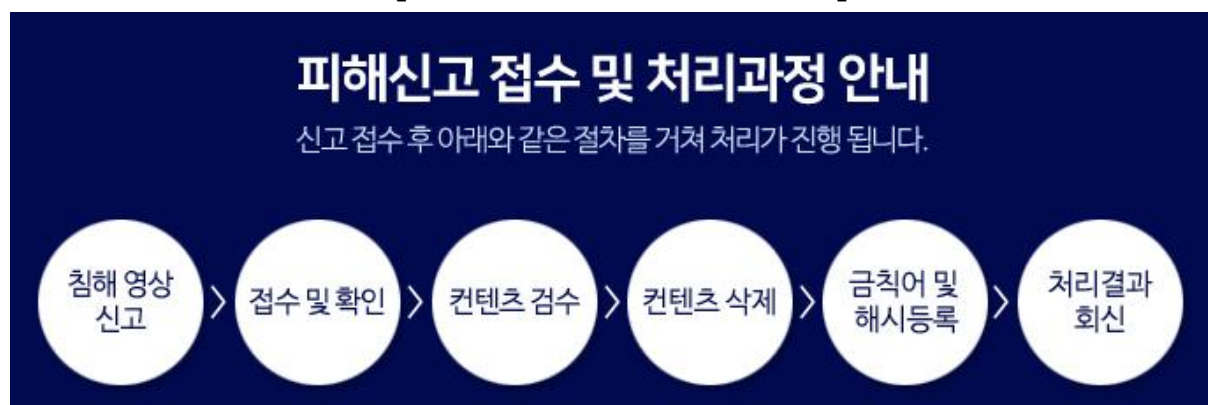 피해신고 접수 및 처리과정 안내
신고 접수 후 아래와 같은 절차를 거쳐 처리가 진행 됩니다.
침해 영상
신고
접수 및 확인
컨텐츠 검수
컨텐츠 삭제
금칙어 및
해시등록
처리결과
회신